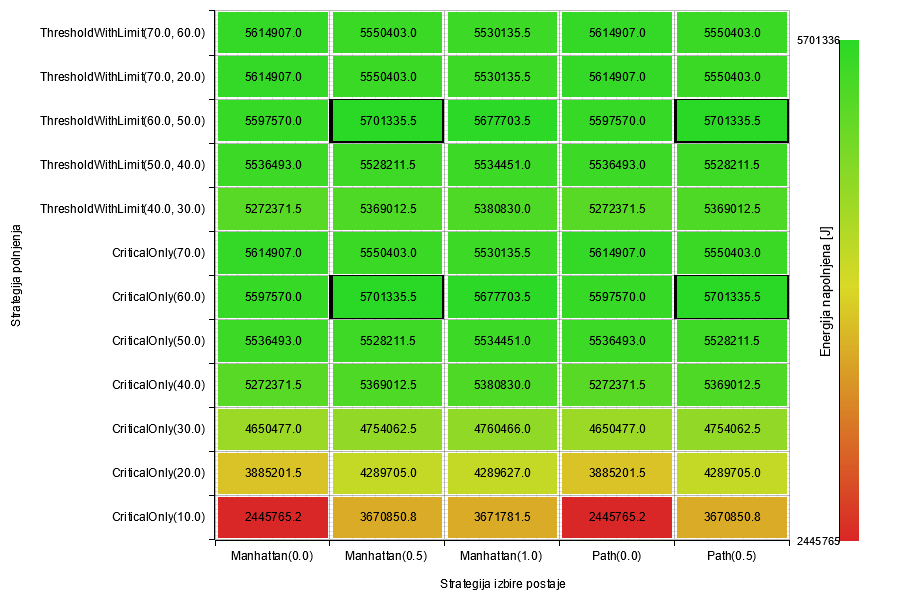 ThresholdWithLimit(70.0, 60.0) 5614907.0 5550403.0 5530135.5 5614907.0 5550403.0
ThresholdWithLimit(70.0, 20.0) 5614907.0 5550403.0 5530135.5 5614907.0 5550403.0
ThresholdWithLimit(60.0, 50.0) 5597570.0 5701335.5 5677703.5 5597570.0 5701335.5
ThresholdWithLimit(50.0, 40.0) 5536493.0 5528211.5 5534451.0 5536493.0 5528211.5
ThresholdWithLimit(40.0, 30.0) 5272371.5 5369012.5 5380830.0 5272371.5 5369012.5
CriticalOnly(70.0) 5614907.0 5550403.0 5530135.5 5614907.0 5550403.0
CriticalOnly(60.0) 5597570.0 5701335.5 5677703.5 5597570.0 5701335.5
CriticalOnly(50.0) 5536493.0 5528211.5 5534451.0 5536493.0 5528211.5
CriticalOnly(40.0) 5272371.5 5369012.5 5380830.0 5272371.5 5369012.5
CriticalOnly(30.0) 4650477.0 4754062.5 4760466.0 4650477.0 4754062.5
CriticalOnly(20.0) 3885201.5 4289705.0 4289627.0 3885201.5 4289705.0
CriticalOnly(10.0) 2445765.2 3670850.8 3671781.5 2445765.2 3670850.8
Manhattan(0.0) Manhattan(0.5) Manhattan(1.0) Path(0.0) Path(0.5)
Strategija izbire postaje
Strategija polnjenja
5701336
Energija napolnjena [J]
2445765